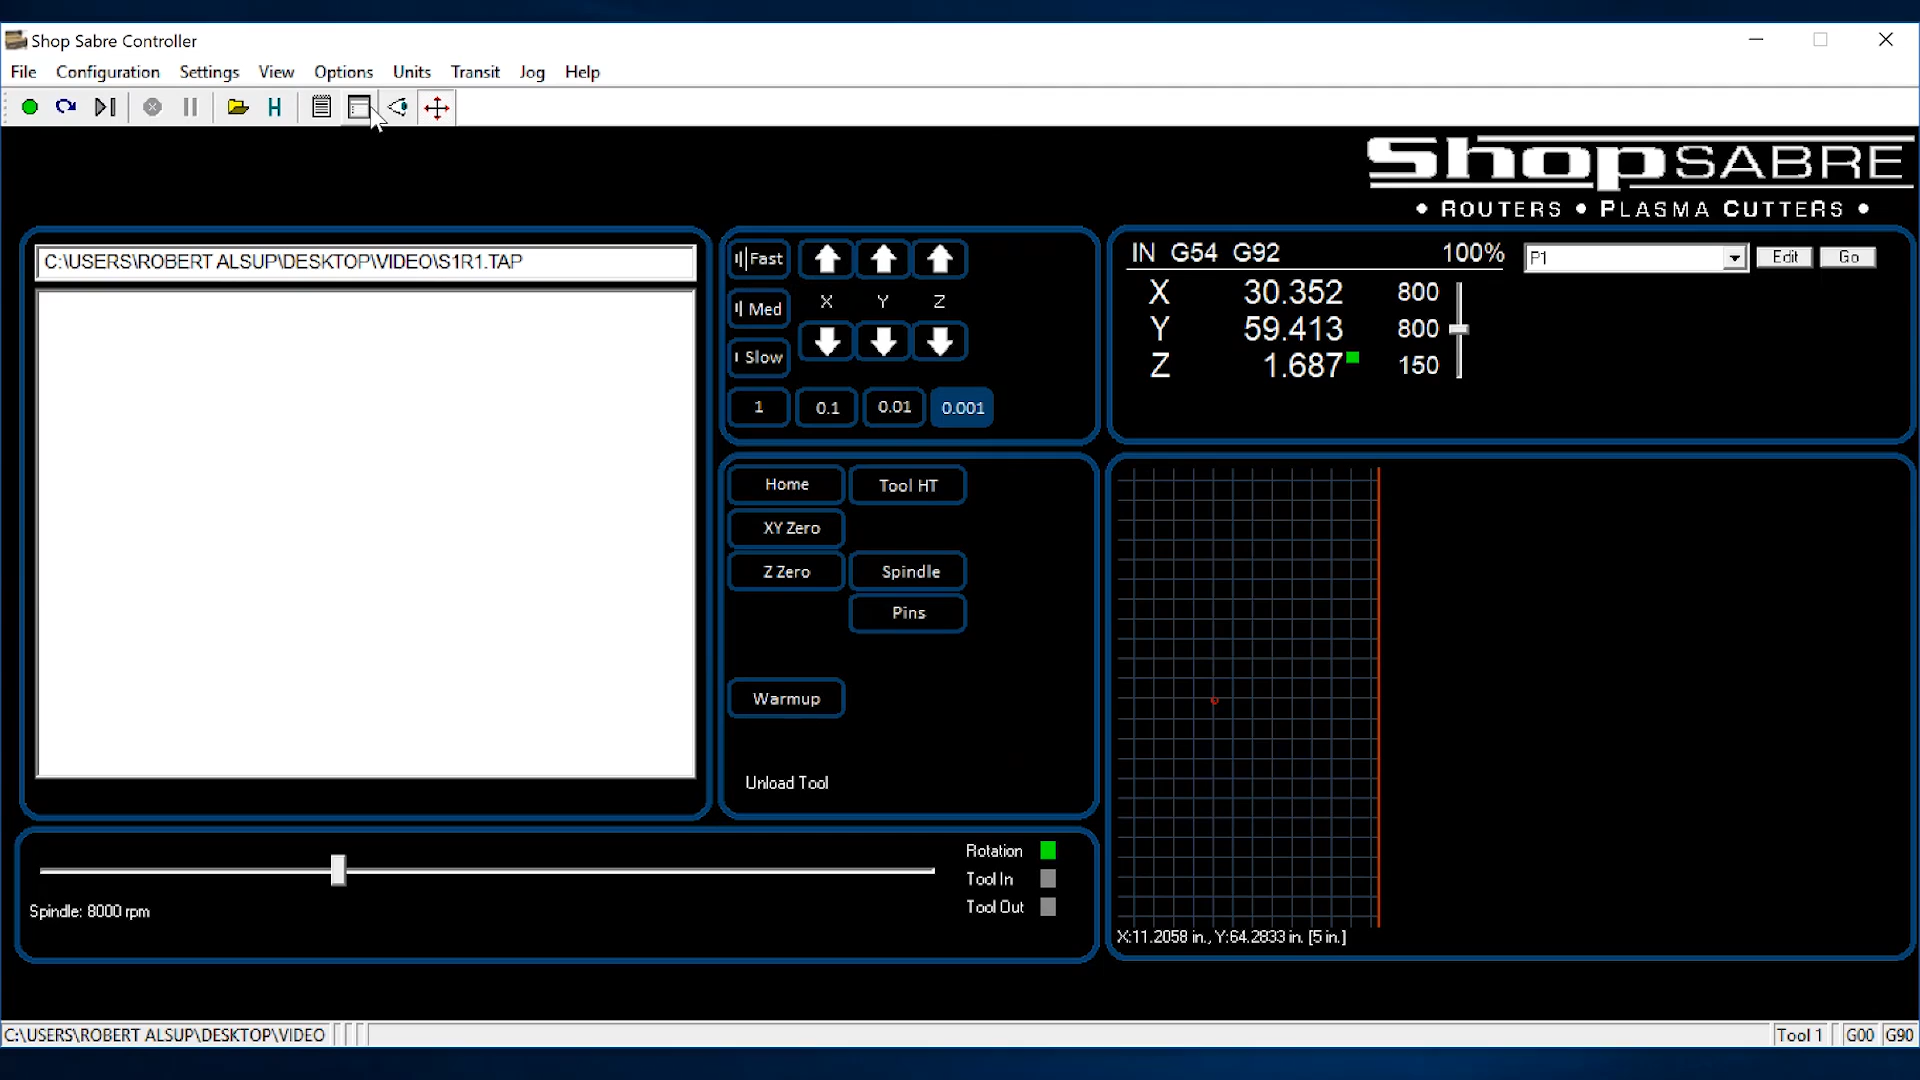 Shop Sabre Controller
File Configuration Settings View Options Units Transit Jog Help
H
ShopSABRE
• ROUTERS • PLASMA CUTTERS •
C:\USERS\ROBERT ALSUP\DESKTOP\VIDEO\S1R1.TAP
Fast
X Y Z
Med
Slow
1 0.1 0.01 0.001
IN G54 G92 100%
X 30.352 800
Y 59.413 800
Z 1.687 150
P1 Edit Go
Home Tool HT
XY Zero
Z Zero Spindle
Pins
Warmup
Unload Tool
X:11.2058 in., Y:64.2833 in. [5 in.]
Spindle: 8000 rpm
Rotation
Tool In
Tool Out
C:\USERS\ROBERT ALSUP\DESKTOP\VIDEO
Tool 1 G00 G90